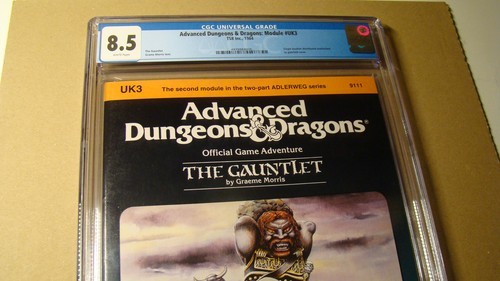 CGC UNIVERSAL GRADE
Advanced Dungeons & Dragons: Module #UK3
TSR Inc., 1984
8.5
UK3 The second module in the two-part ADLERWEG series 9111
Advanced
Dungeons & Dragons®
Official Game Adventure
THE GAUNTLET
by Graeme Morris